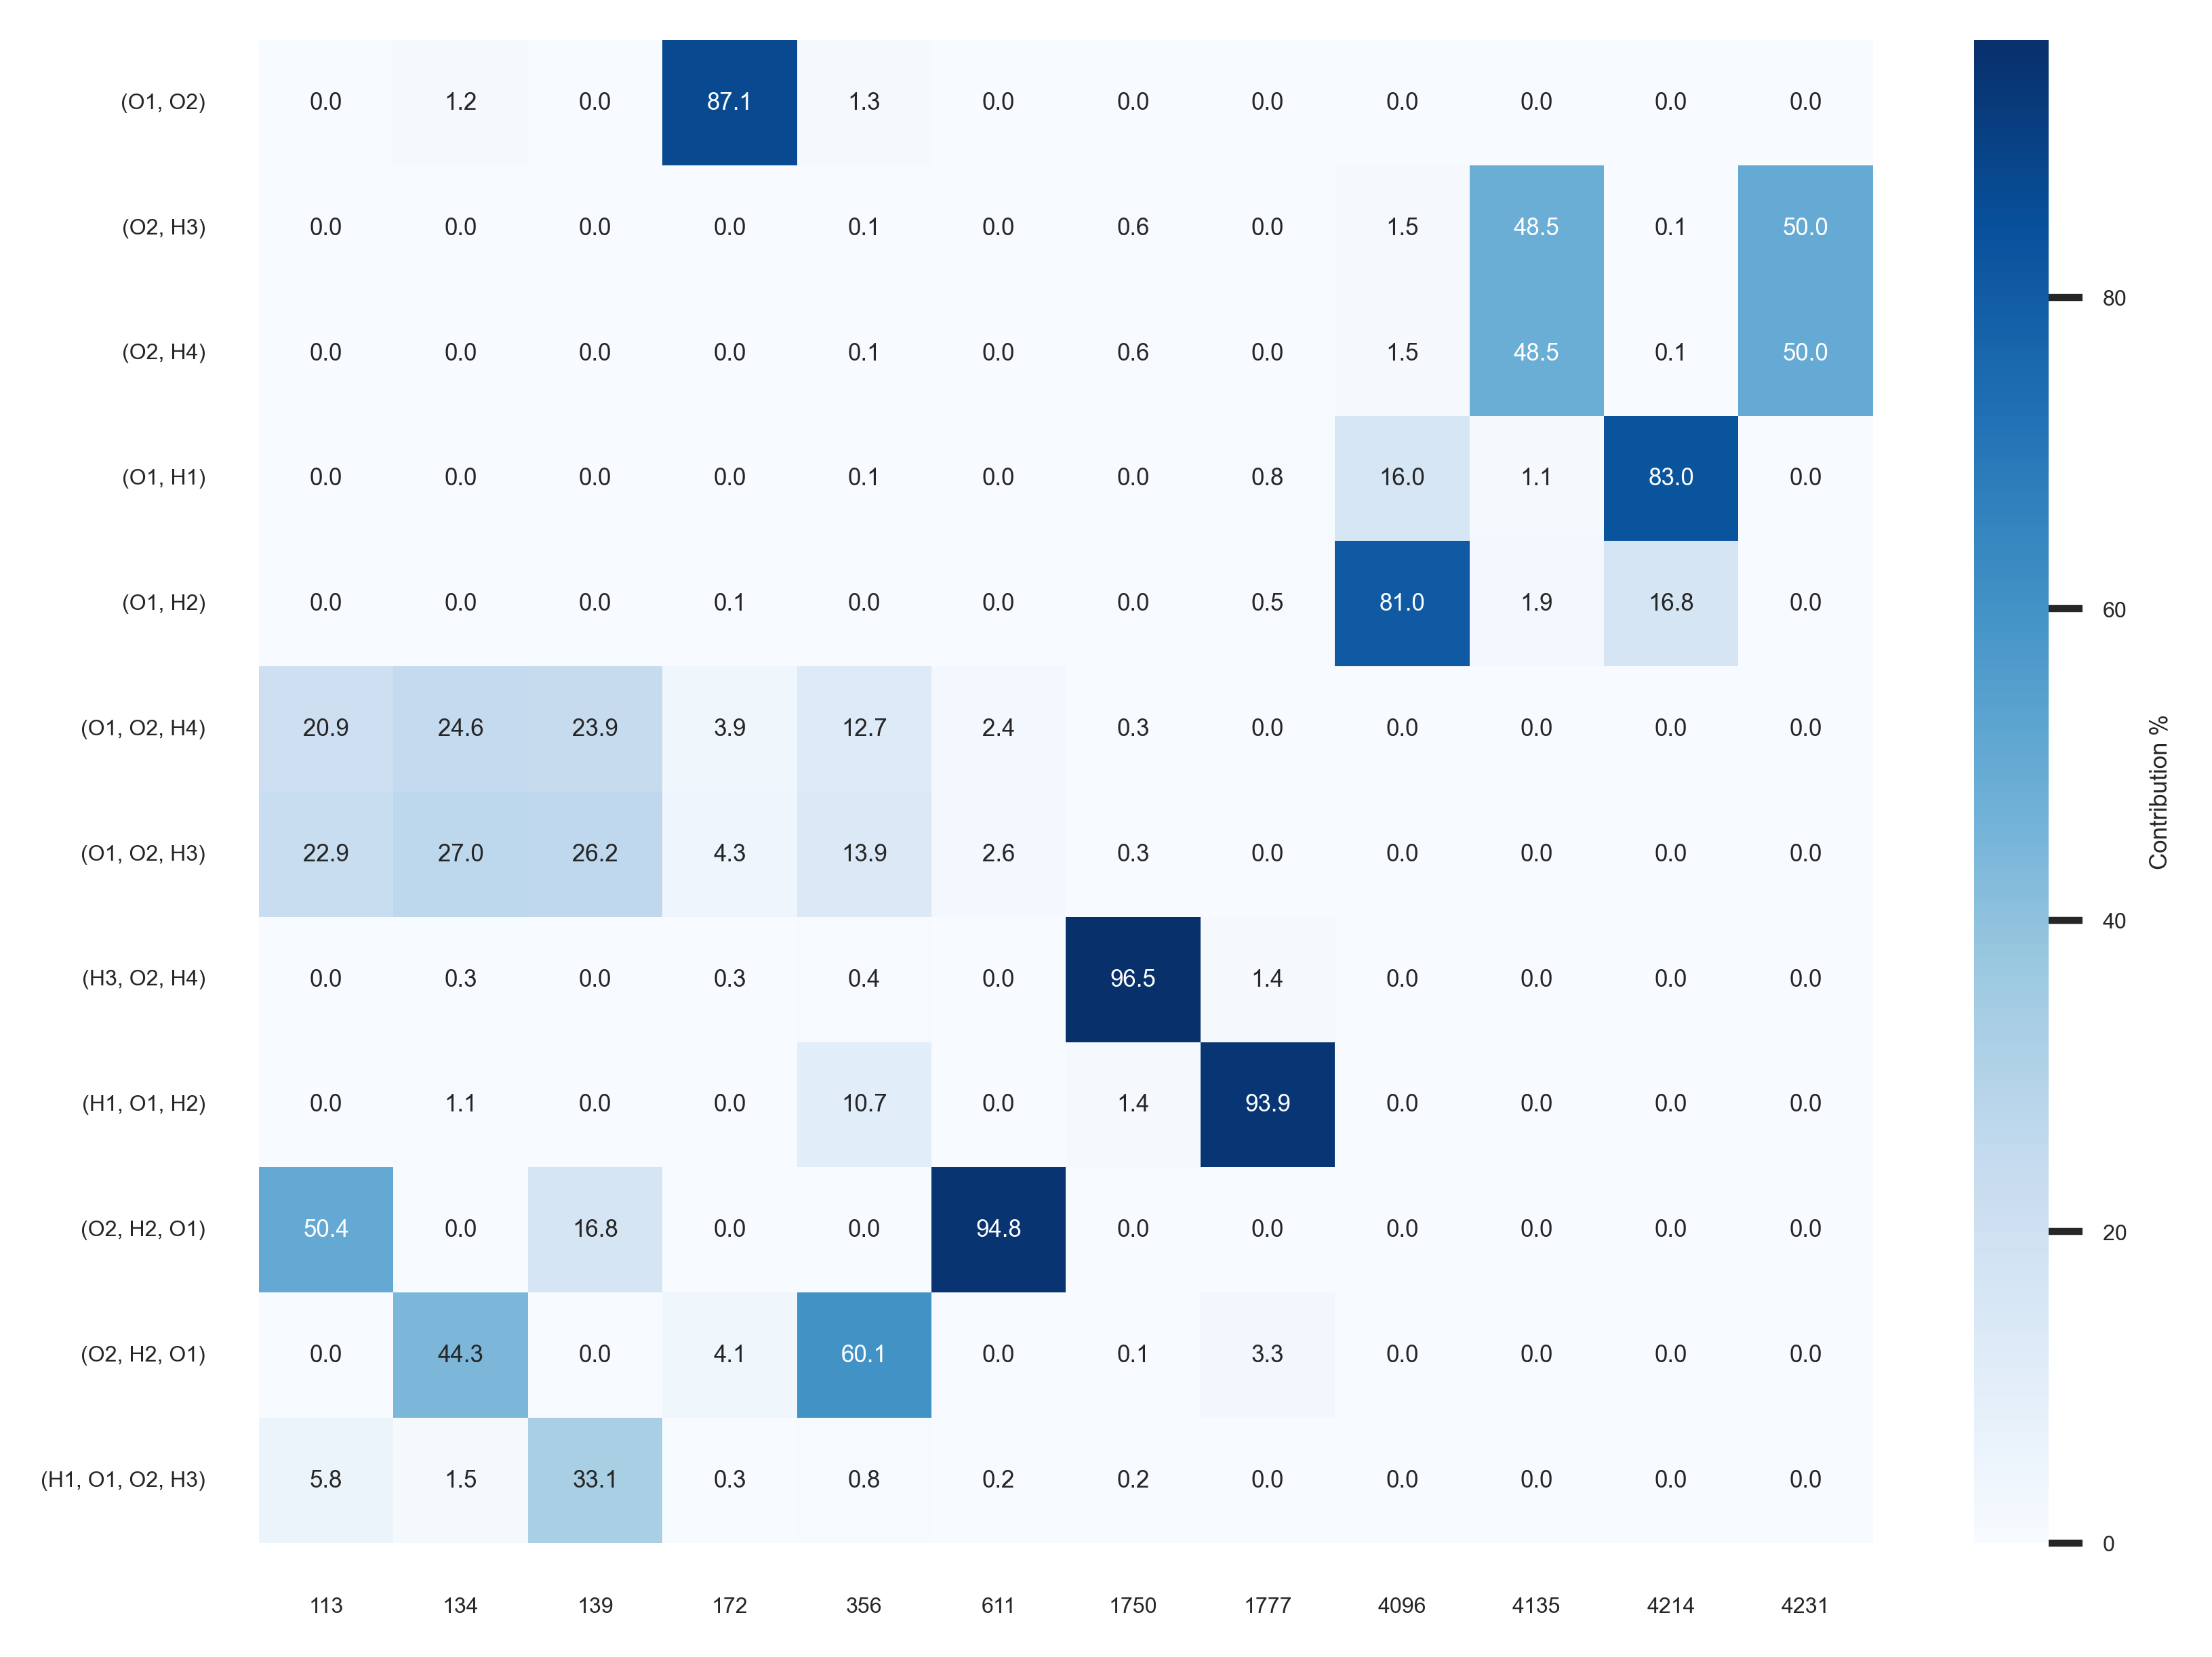 (O1, O2) 0.0 1.2 0.0 87.1 1.3 0.0 0.0 0.0 0.0 0.0 0.0 0.0
(O2, H3) 0.0 0.0 0.0 0.0 0.1 0.0 0.6 0.0 1.5 48.5 0.1 50.0
80
(O2, H4) 0.0 0.0 0.0 0.0 0.1 0.0 0.6 0.0 1.5 48.5 0.1 50.0
(O1, H1) 0.0 0.0 0.0 0.0 0.1 0.0 0.0 0.8 16.0 1.1 83.0 0.0
(O1, H2) 0.0 0.0 0.0 0.1 0.0 0.0 0.0 0.5 81.0 1.9 16.8 0.0
60
(O1, O2, H4) 20.9 24.6 23.9 3.9 12.7 2.4 0.3 0.0 0.0 0.0 0.0 0.0
Contribution %
(O1, O2, H3) 22.9 27.0 26.2 4.3 13.9 2.6 0.3 0.0 0.0 0.0 0.0 0.0
40
(H3, O2, H4) 0.0 0.3 0.0 0.3 0.4 0.0 96.5 1.4 0.0 0.0 0.0 0.0
(H1, O1, H2) 0.0 1.1 0.0 0.0 10.7 0.0 1.4 93.9 0.0 0.0 0.0 0.0
(O2, H2, O1) 50.4 0.0 16.8 0.0 0.0 94.8 0.0 0.0 0.0 0.0 0.0 0.0
20
(O2, H2, O1) 0.0 44.3 0.0 4.1 60.1 0.0 0.1 3.3 0.0 0.0 0.0 0.0
(H1, O1, O2, H3) 5.8 1.5 33.1 0.3 0.8 0.2 0.2 0.0 0.0 0.0 0.0 0.0
0
113 134 139 172 356 611 1750 1777 4096 4135 4214 4231